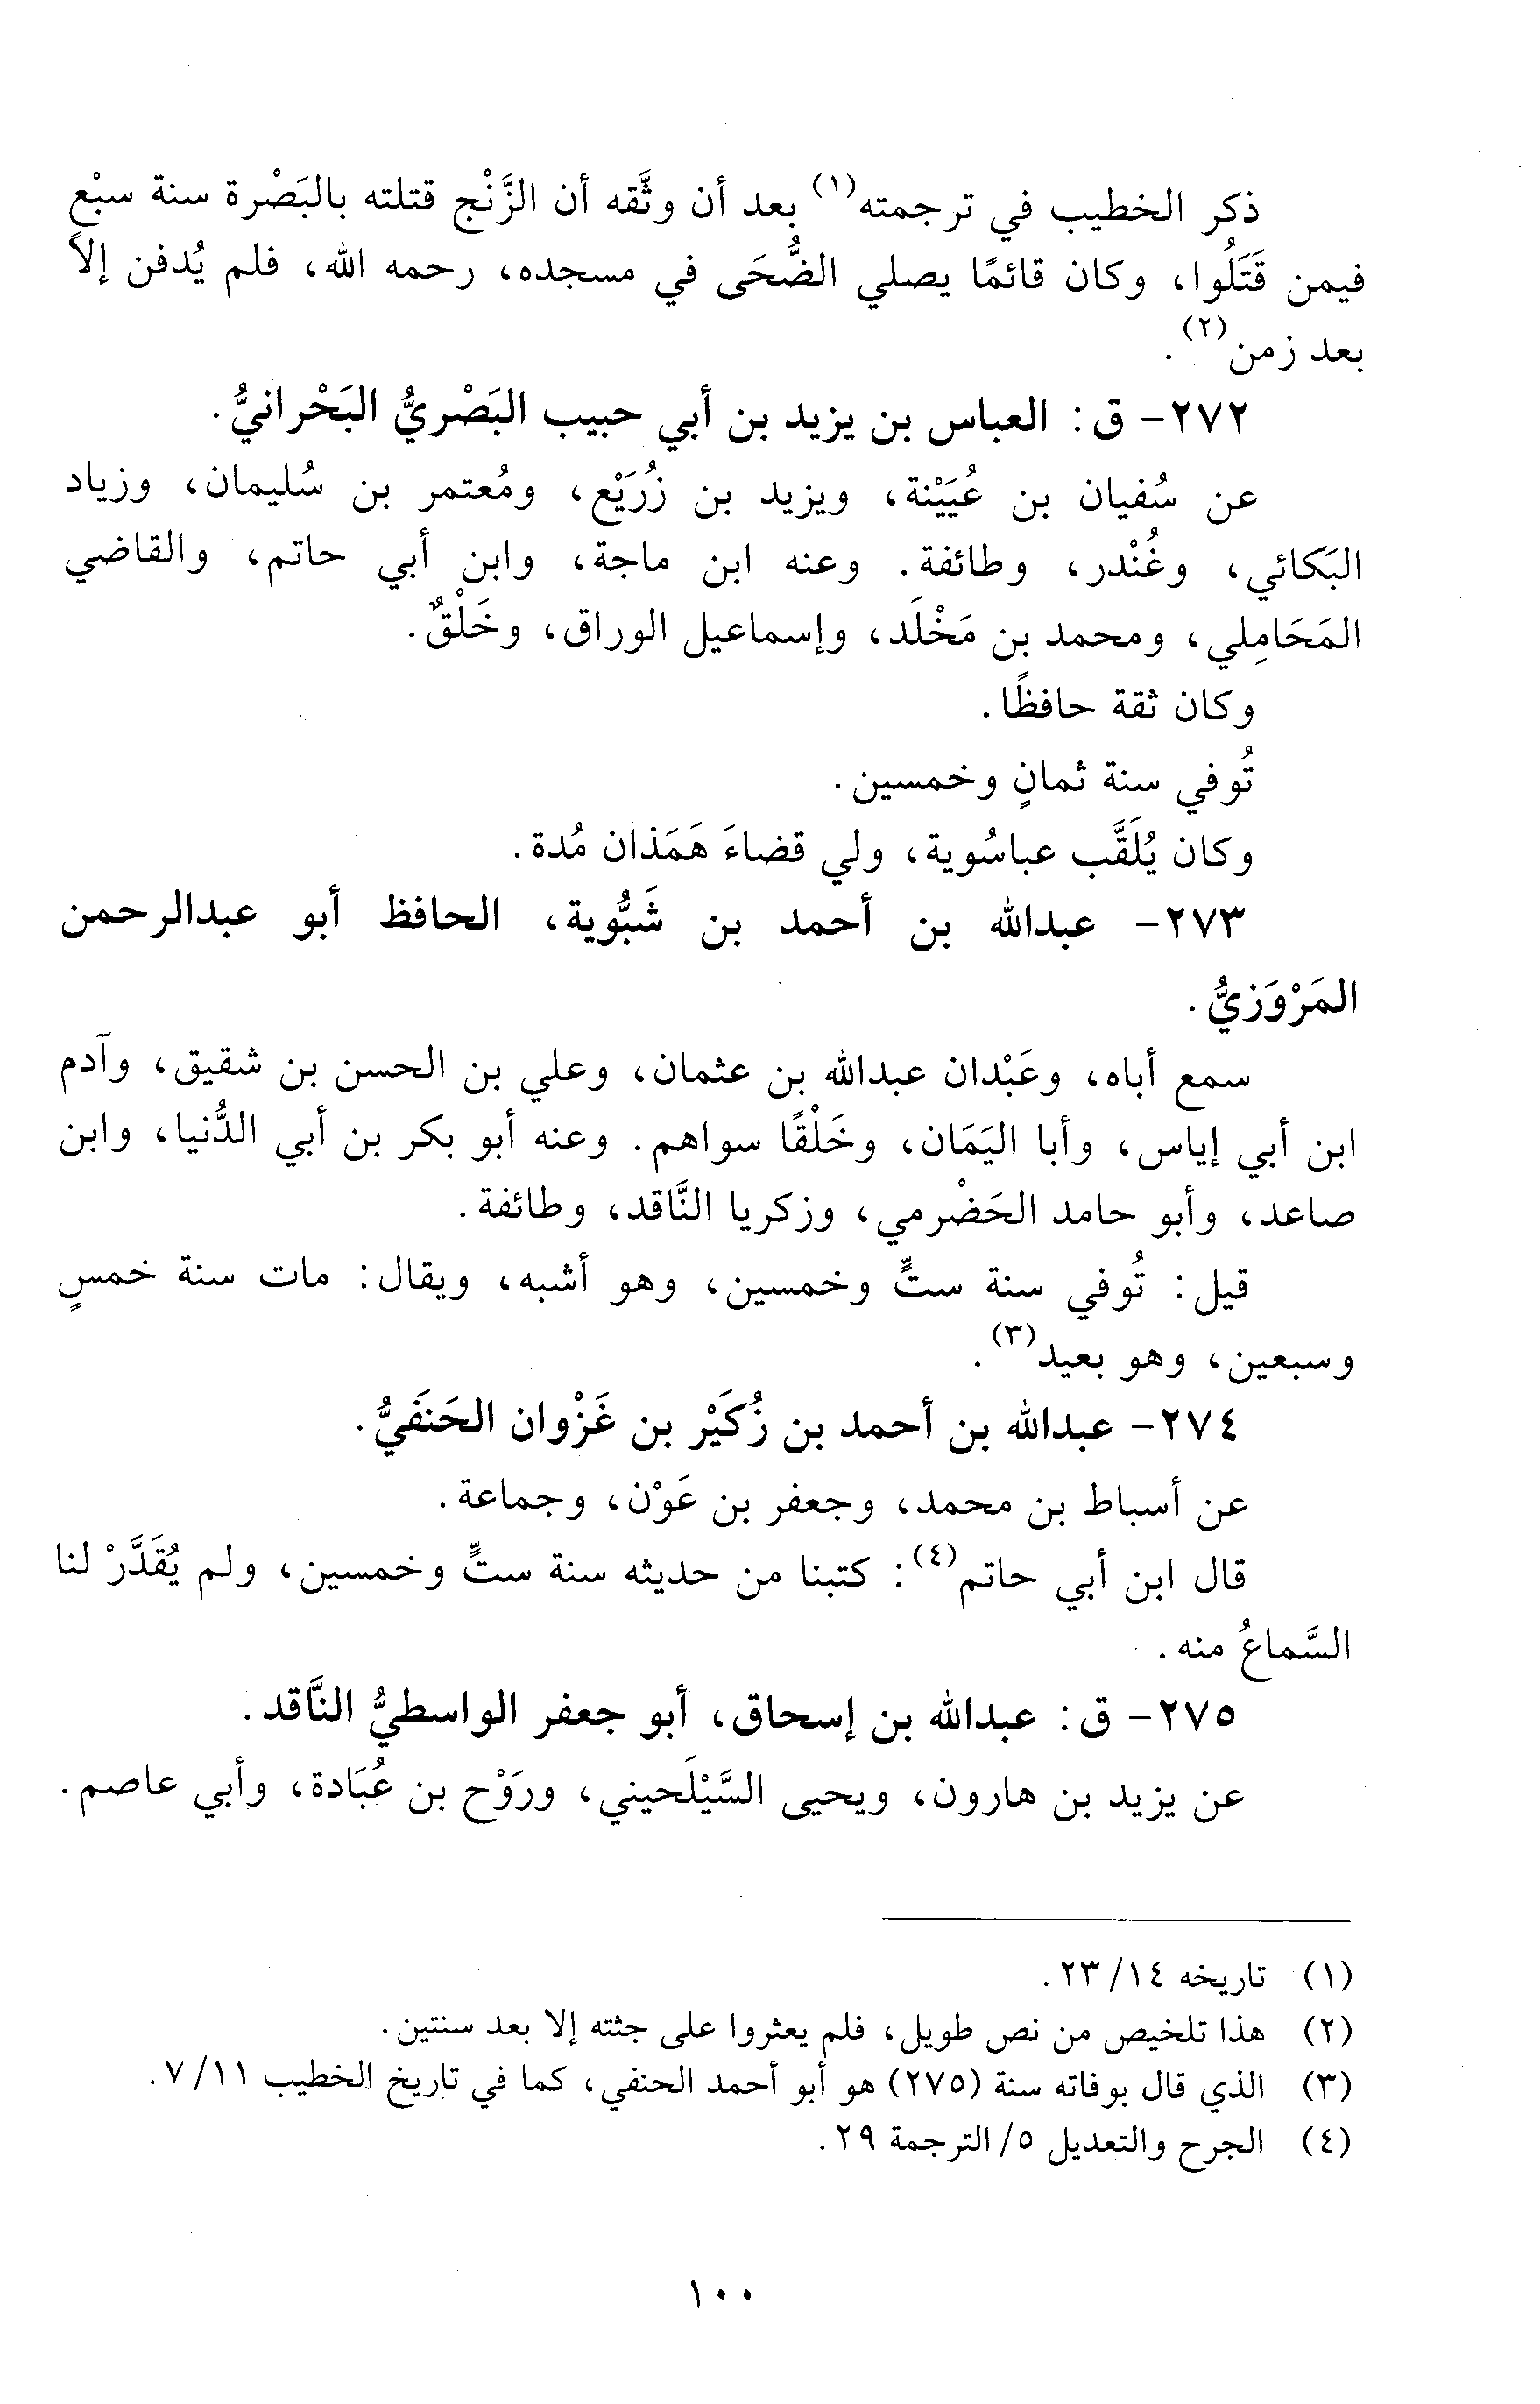 ذكر الخطيب في ترجمته(١) بعد أن وثَّقه أن الزَّنْج قتلته بالبَصْرة سنة سبْع
فيمن قَتَلُوا، وكان قائمًا يصلي الضُّحَى في مسجده، رحمه الله، فلم يُدفن إلاَّ
بعد زمن(٢).
٢٧٢- ق: العباس بن يزيد بن أبي حبيب البَصْريُّ البَحْرانيُّ.
عن سُفيان بن عُيَيْنة، ويزيد بن زُرَيْع، ومُعتمر بن سُليمان، وزياد
البَكائي، وغُنْدر، وطائفة. وعنه ابن ماجة، وابن أبي حاتم، والقاضي
المَحَامِلي، ومحمد بن مَخْلَد، وإسماعيل الوراق، وخَلْقٌ.
وكان ثقة حافظًا.
تُوفي سنة ثمانٍ وخمسين.
وكان يُلَقَّب عباسُوية، ولي قضاءَ هَمَذان مُدة.
٢٧٣- عبدالله بن أحمد بن شَبُّوية، الحافظ أبو عبدالرحمن
المَرْوَزيُّ.
سمع أباه، وعَبْدان عبدالله بن عثمان، وعلي بن الحسن بن شقيق، وآدم
ابن أبي إياس، وأبا اليَمَان، وخَلْقًا سواهم. وعنه أبو بكر بن أبي الدُّنيا، وابن
صاعد، وأبو حامد الحَضْرمي، وزكريا النَّاقد، وطائفة.
قيل: تُوفي سنة ستٍّ وخمسين، وهو أشبه، ويقال: مات سنة خمسٍ
وسبعين، وهو بعيد(٣).
٢٧٤- عبدالله بن أحمد بن زُكَيْر بن غَزْوان الحَنفَيُّ.
عن أسباط بن محمد، وجعفر بن عَوْن، وجماعة.
قال ابن أبي حاتم(٤): كتبنا من حديثه سنة ستٍّ وخمسين، ولم يُقَدَّرْ لنا
السَّماعُ منه.
٢٧٥- ق: عبدالله بن إسحاق، أبو جعفر الواسطيُّ النَّاقد.
عن يزيد بن هارون، ويحيى السَّيْلَحيني، ورَوْح بن عُبَادة، وأبي عاصم.
(١) تاريخه ١٤/ ٢٣.
(٢) هذا تلخيص من نص طويل، فلم يعثروا على جثته إلا بعد سنتين.
(٣) الذي قال بوفاته سنة (٢٧٥) هو أبو أحمد الحنفي، كما في تاريخ الخطيب ١١/ ٧.
(٤) الجرح والتعديل ٥/ الترجمة ٢٩.
١٠٠